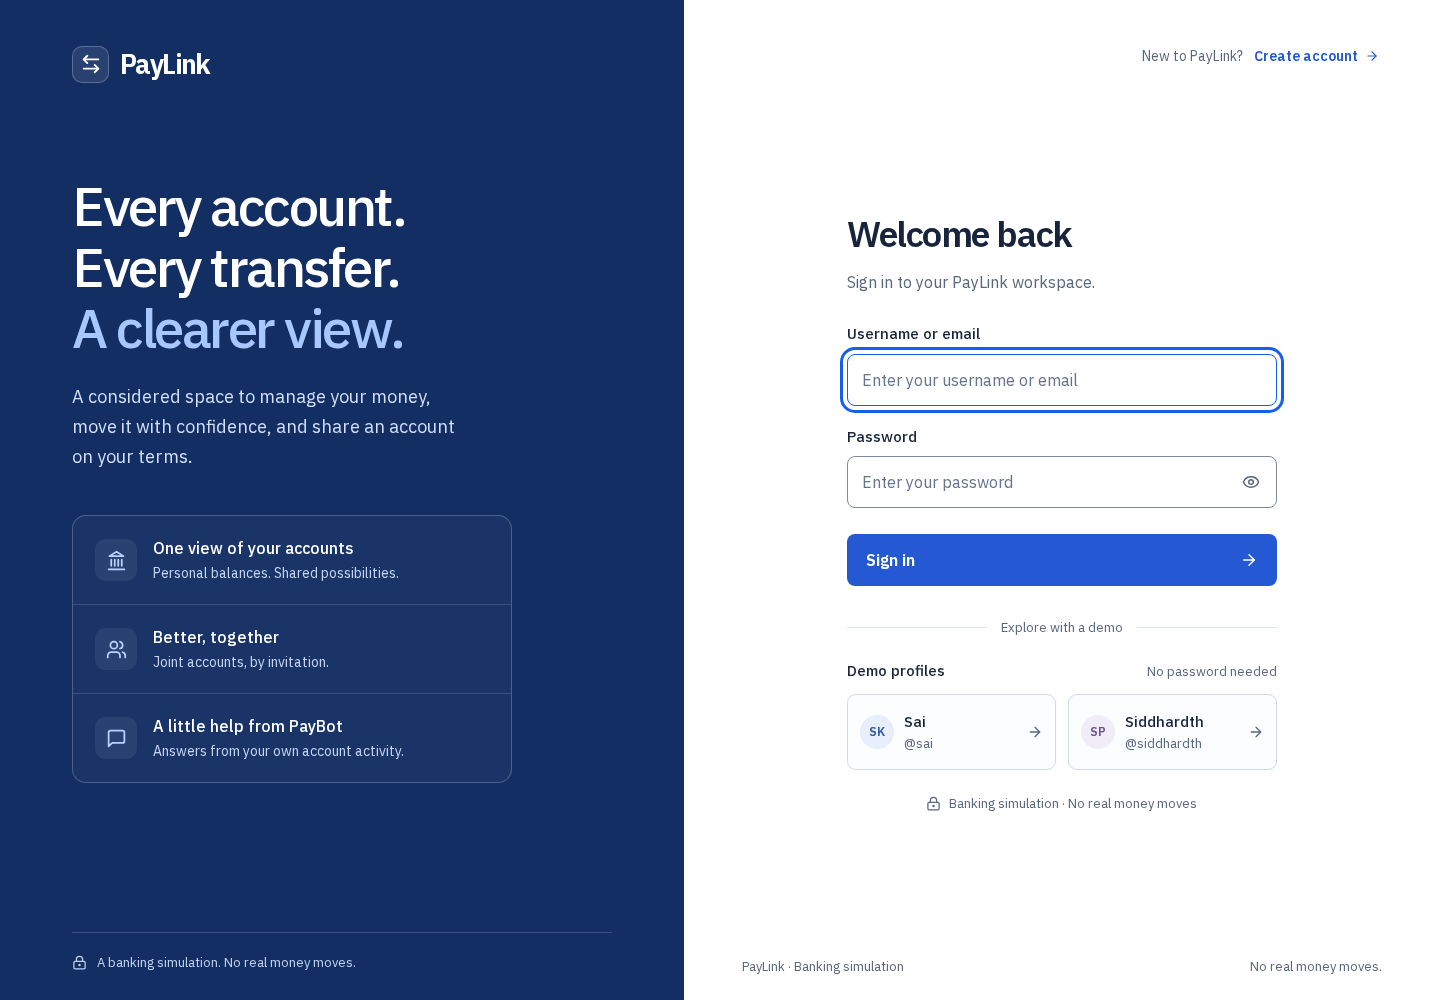 PayLink
Every account.
Every transfer.
A clearer view.
A considered space to manage your money,
move it with confidence, and share an account
on your terms.
One view of your accounts
Personal balances. Shared possibilities.
Better, together
Joint accounts, by invitation.
A little help from PayBot
Answers from your own account activity.
A banking simulation. No real money moves.
New to PayLink? Create account
Welcome back
Sign in to your PayLink workspace.
Username or email
Enter your username or email
Password
Enter your password
Sign in
Explore with a demo
Demo profiles No password needed
SK Sai
@sai
SP Siddhardth
@siddhardth
Banking simulation · No real money moves
PayLink · Banking simulation No real money moves.